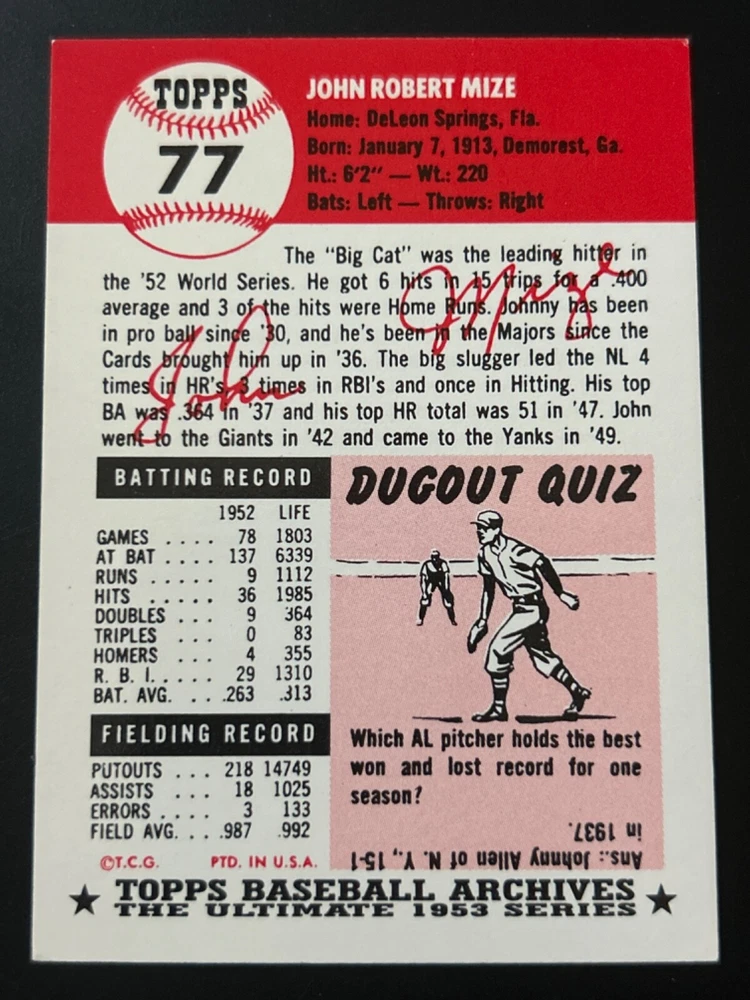 TOPPS
77
JOHN ROBERT MIZE
Home: DeLeon Springs, Fla.
Born: January 7, 1913, Demorest, Ga.
Ht.: 6'2" — Wt.: 220
Bats: Left — Throws: Right
The "Big Cat" was the leading hitter in
the '52 World Series. He got 6 hits in 15 trips for a .400
average and 3 of the hits were Home Runs. Johnny has been
in pro ball since '30, and he's been in the Majors since the
Cards brought him up in '36. The big slugger led the NL 4
times in HR's, 3 times in RBI's and once in Hitting. His top
BA was .364 in '37 and his top HR total was 51 in '47. John
went to the Giants in '42 and came to the Yanks in '49.
John Mize
BATTING RECORD
1952 LIFE
GAMES .... 78 1803
AT BAT .... 137 6339
RUNS ...... 9 1112
HITS ..... 36 1985
DOUBLES ... 9 364
TRIPLES ... 0 83
HOMERS ... 4 355
R. B. I..... 29 1310
BAT. AVG. ...263 .313
FIELDING RECORD
PUTOUTS ... 218 14749
ASSISTS ... 18 1025
ERRORS .... 3 133
FIELD AVG. ...987 .992
©T.C.G. PTD. IN U.S.A.
DUGOUT QUIZ
Which AL pitcher holds the best
won and lost record for one
season?
Ans.: Johnny Allen of N. Y., 15-1
in 1937.
★ TOPPS BASEBALL ARCHIVES ★
THE ULTIMATE 1953 SERIES